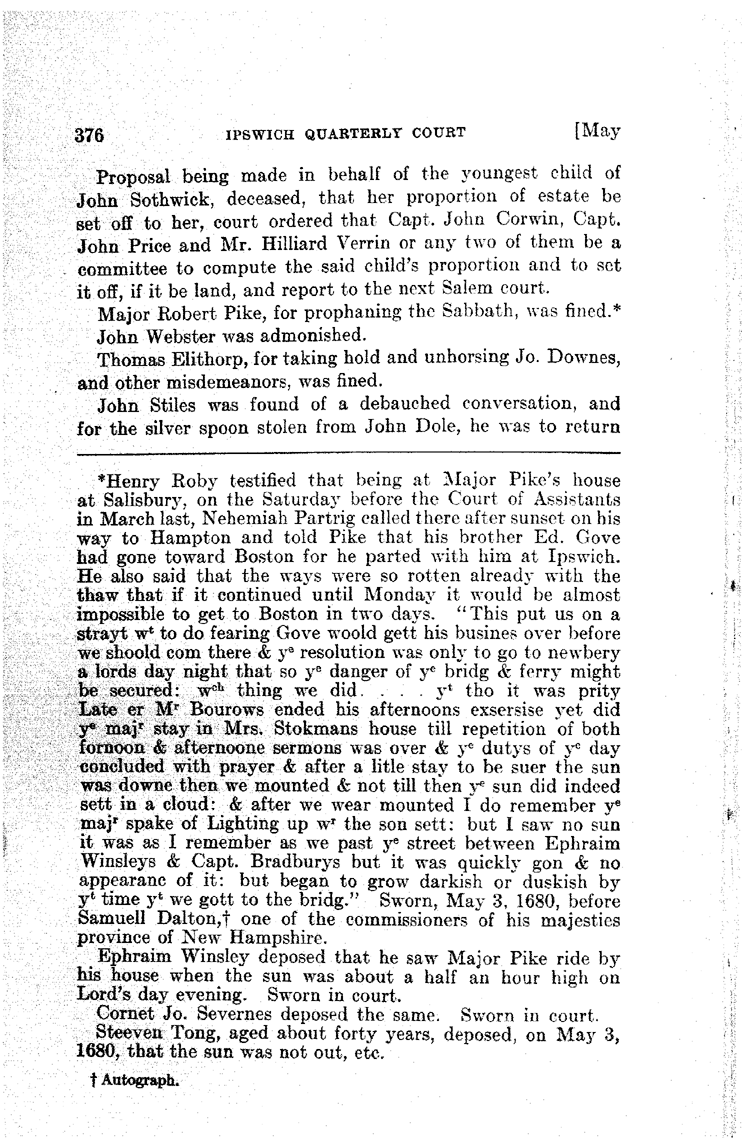 376 IPSWICH QUARTERLY COURT [May
Proposal being made in behalf of the youngest child of
John Sothwick, deceased, that her proportion of estate be
set off to her, court ordered that Capt. John Corwin, Capt.
John Price and Mr. Hilliard Verrin or any two of them be a
committee to compute the said child's proportion and to set
it off, if it be land, and report to the next Salem court.
Major Robert Pike, for prophaning the Sabbath, was fined.*
John Webster was admonished.
Thomas Elithorp, for taking hold and unhorsing Jo. Downes,
and other misdemeanors, was fined.
John Stiles was found of a debauched conversation, and
for the silver spoon stolen from John Dole, he was to return
*Henry Roby testified that being at Major Pike's house
at Salisbury, on the Saturday before the Court of Assistants
in March last, Nehemiah Partrig called there after sunset on his
way to Hampton and told Pike that his brother Ed. Gove
had gone toward Boston for he parted with him at Ipswich.
He also said that the ways were so rotten already with the
thaw that if it continued until Monday it would be almost
impossible to get to Boston in two days. "This put us on a
strayt wᵗ to do fearing Gove woold gett his busines over before
we shoold com there & yᵉ resolution was only to go to newbery
a lords day night that so yᵉ danger of yᵉ bridg & ferry might
be secured: wᶜʰ thing we did. . . . yᵗ tho it was prity
Late er Mʳ Bourows ended his afternoons exsersise yet did
yᵉ majʳ stay in Mrs. Stokmans house till repetition of both
fornoon & afternoone sermons was over & yᵉ dutys of yᵉ day
concluded with prayer & after a litle stay to be suer the sun
was downe then we mounted & not till then yᵉ sun did indeed
sett in a cloud: & after we wear mounted I do remember yᵉ
majʳ spake of Lighting up wʳ the son sett: but I saw no sun
it was as I remember as we past yᵉ street between Ephraim
Winsleys & Capt. Bradburys but it was quickly gon & no
appearanc of it: but began to grow darkish or duskish by
yᵗ time yᵗ we gott to the bridg." Sworn, May 3, 1680, before
Samuell Dalton,† one of the commissioners of his majesties
province of New Hampshire.
Ephraim Winsley deposed that he saw Major Pike ride by
his house when the sun was about a half an hour high on
Lord's day evening. Sworn in court.
Cornet Jo. Severnes deposed the same. Sworn in court.
Steeven Tong, aged about forty years, deposed, on May 3,
1680, that the sun was not out, etc.
† Autograph.